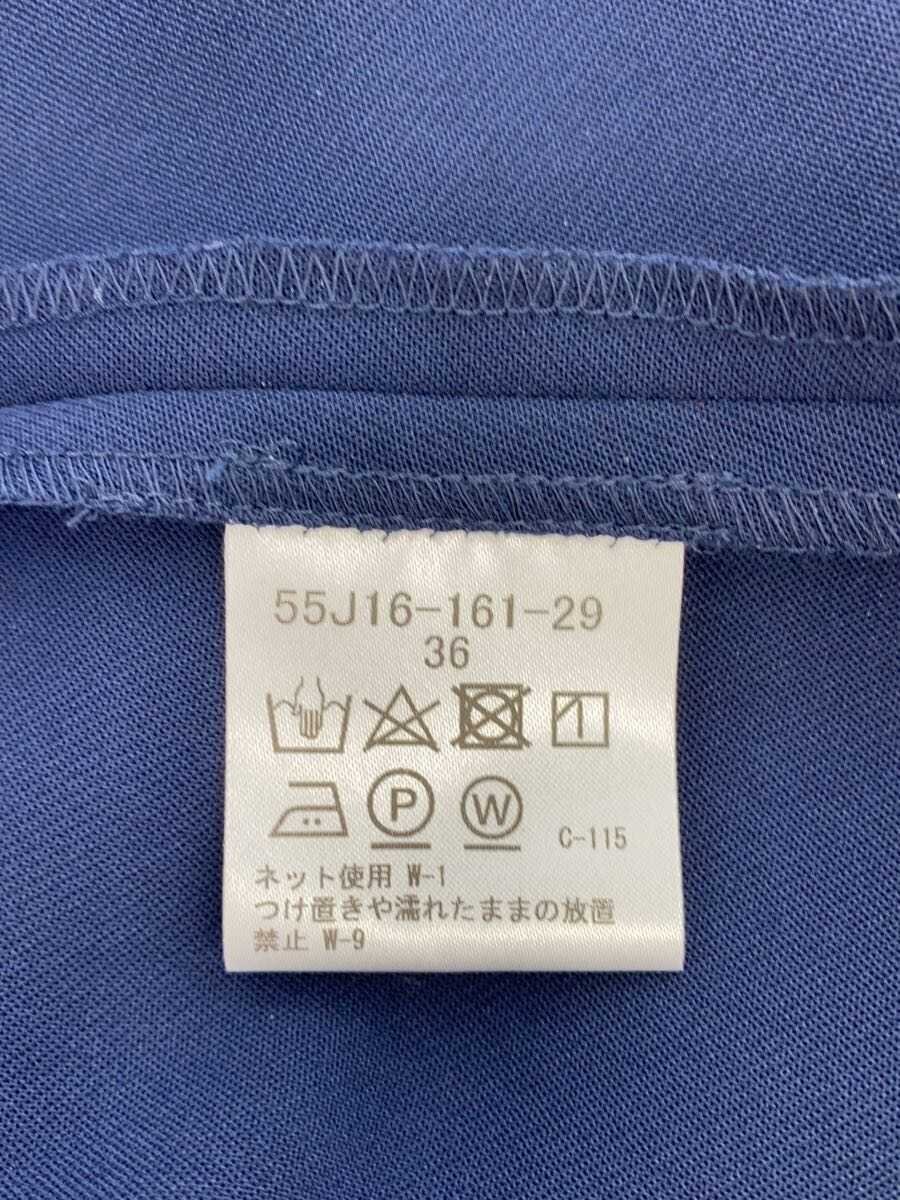 55J16-161-29
36
P W C-115
ネット使用 W-1
つけ置きや濡れたままの放置
禁止 W-9